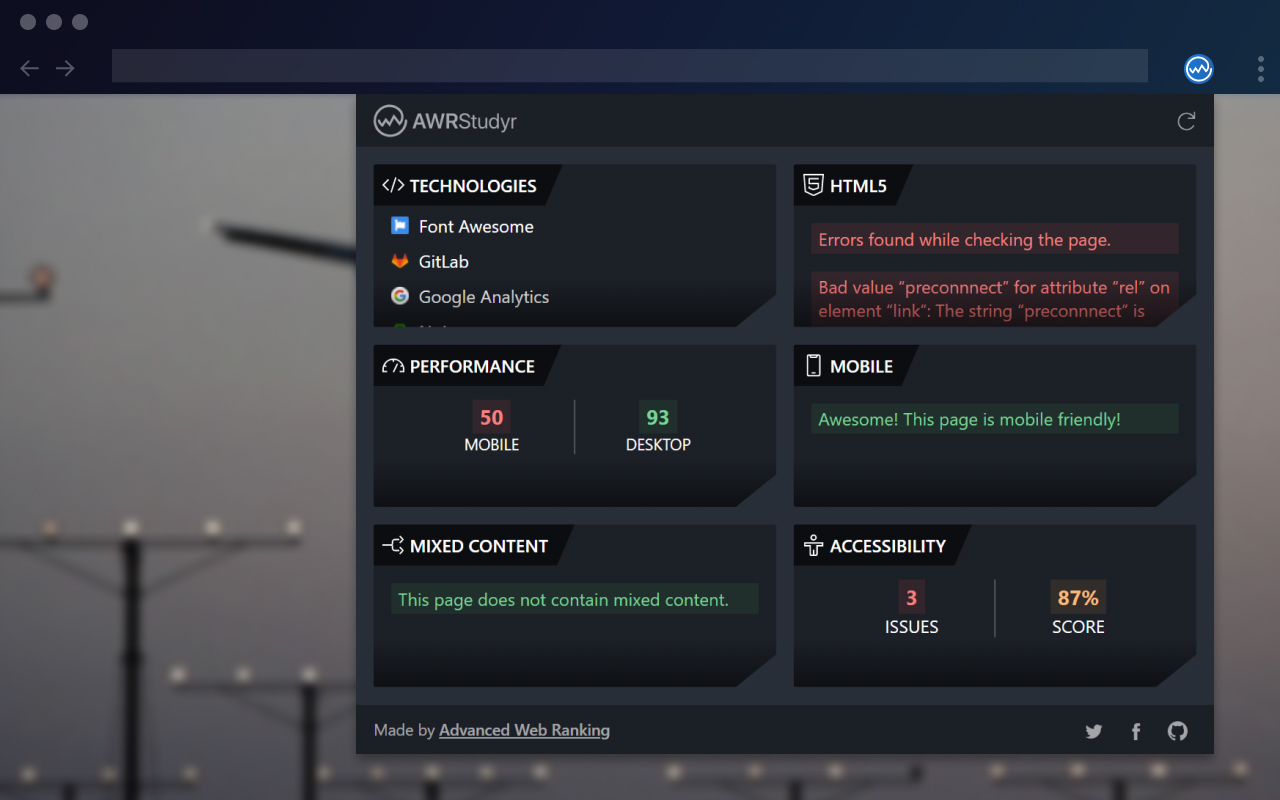 AWRStudyr
TECHNOLOGIES
Font Awesome
GitLab
Google Analytics
HTML5
Errors found while checking the page.
Bad value “preconnnect” for attribute “rel” on
element “link”: The string “preconnnect” is
PERFORMANCE
50
MOBILE
93
DESKTOP
MOBILE
Awesome! This page is mobile friendly!
MIXED CONTENT
This page does not contain mixed content.
ACCESSIBILITY
3
ISSUES
87%
SCORE
Made by Advanced Web Ranking